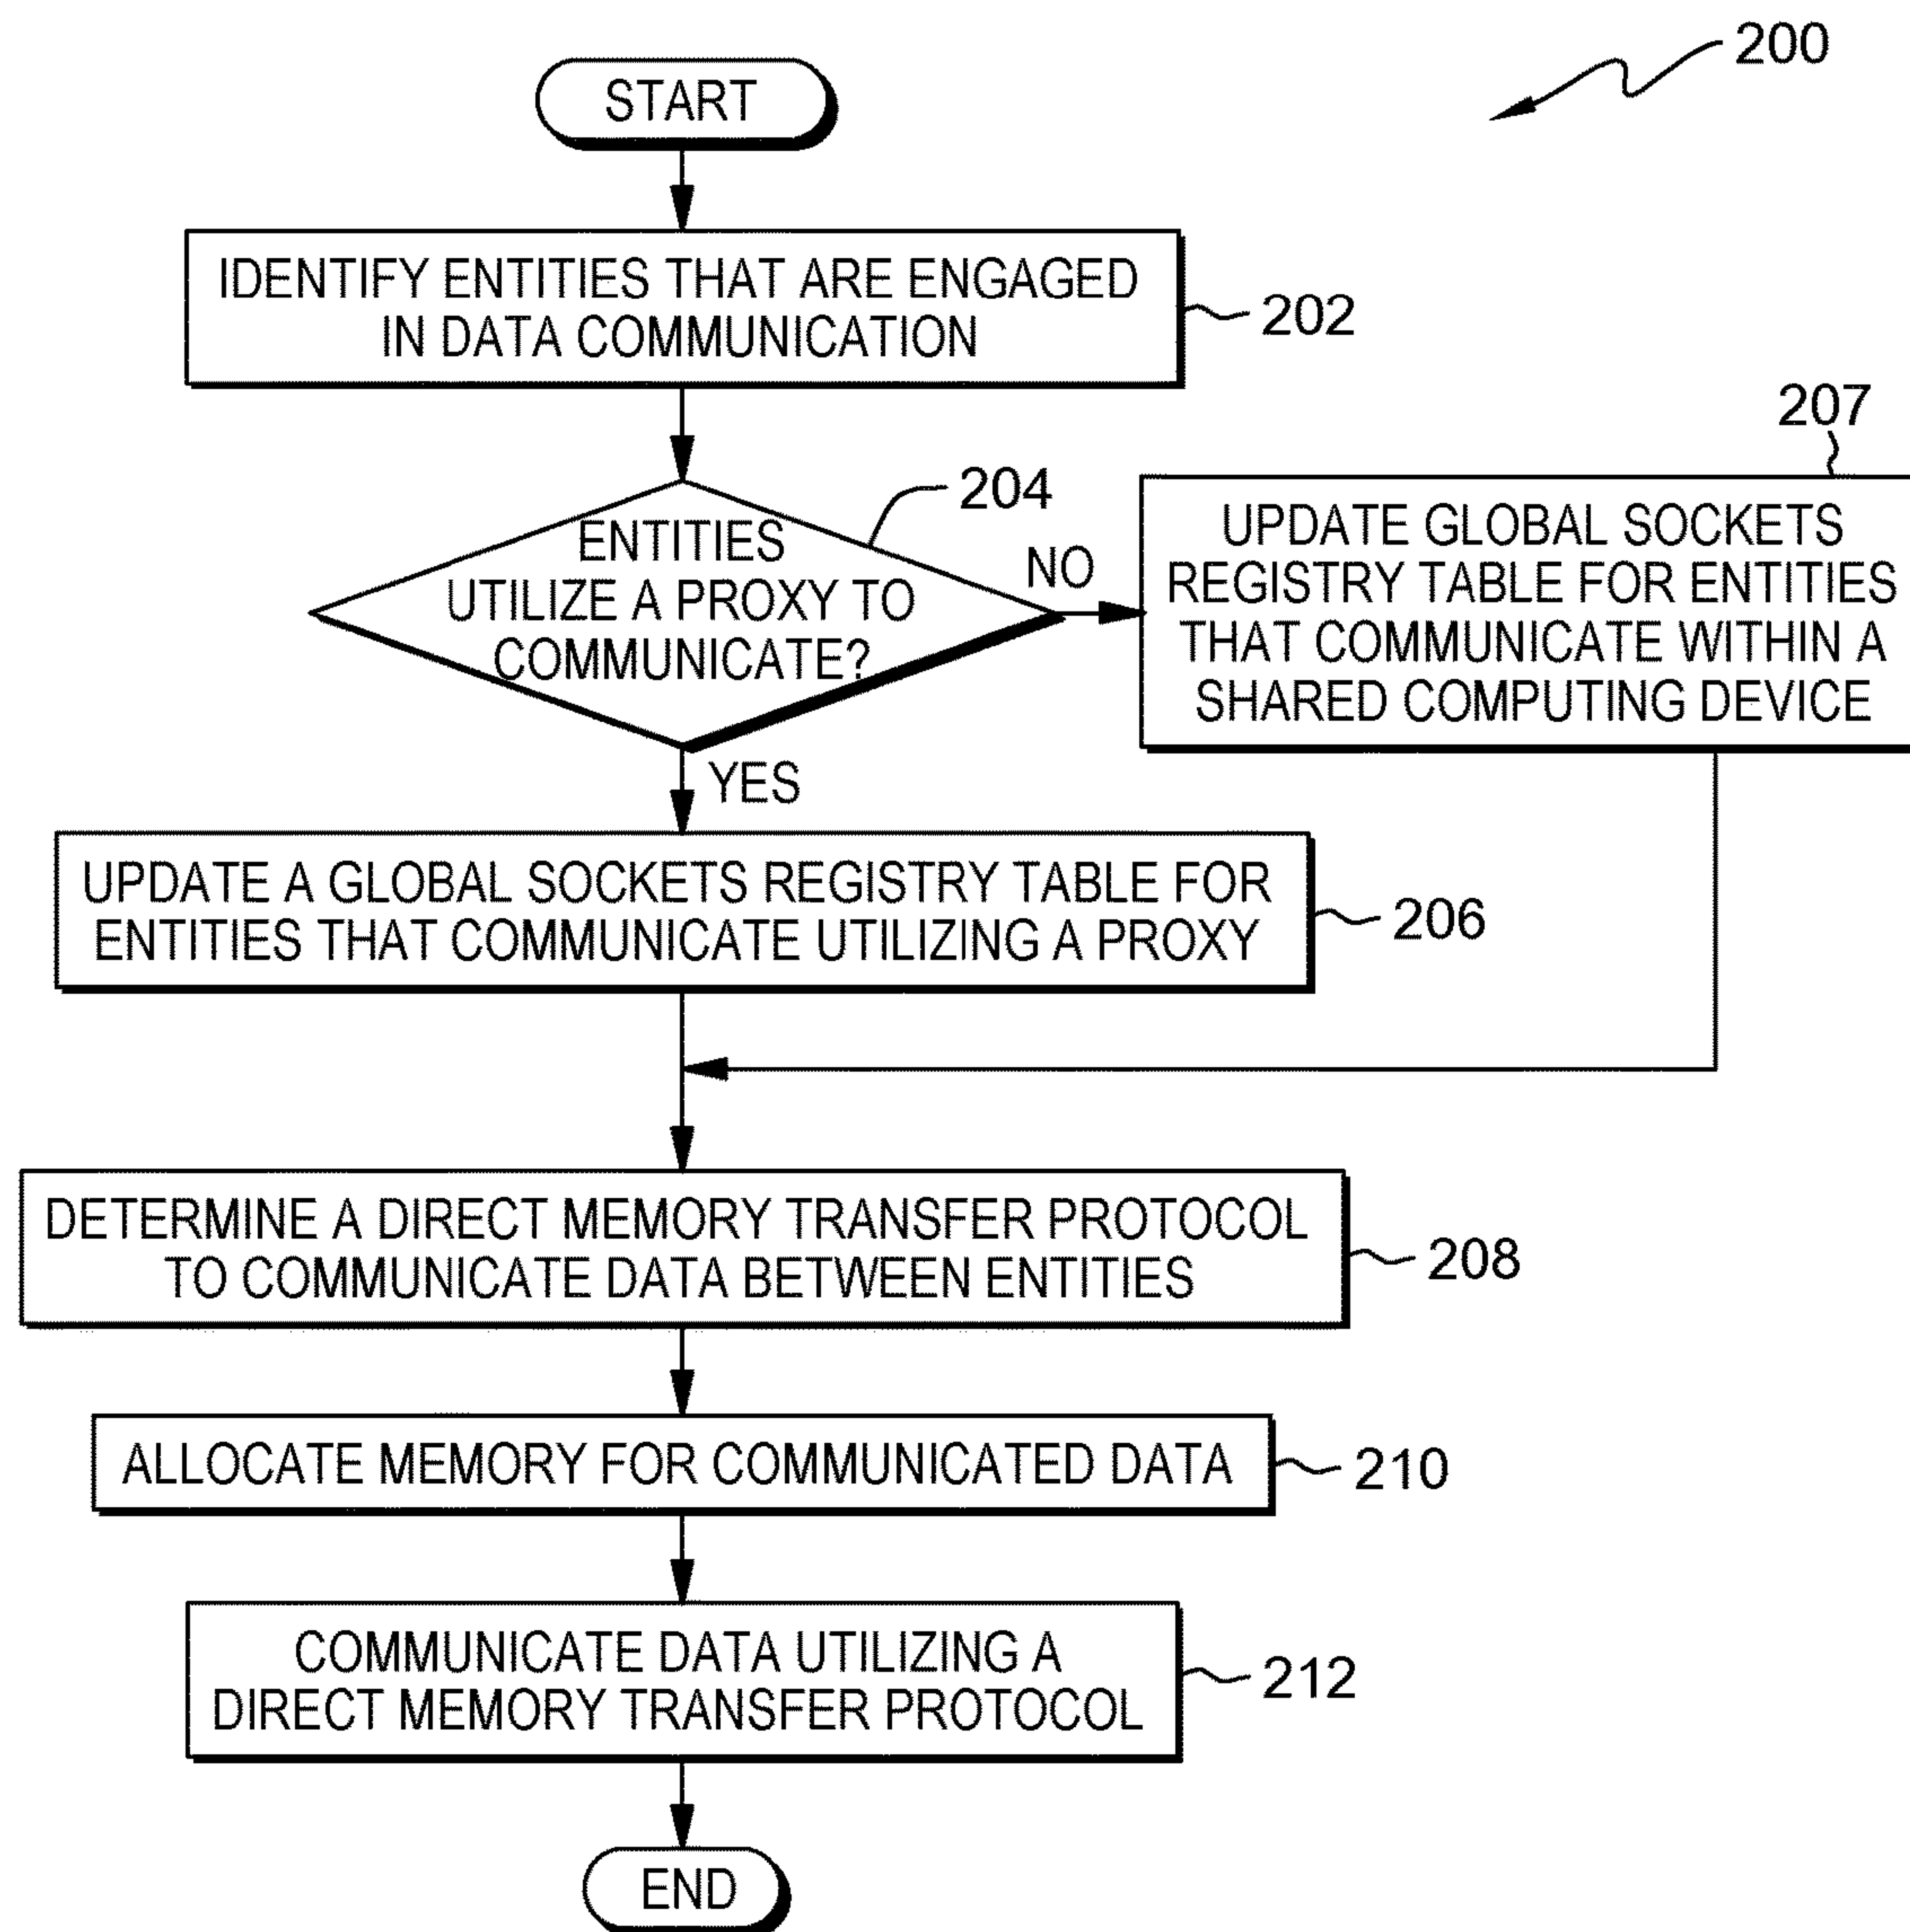 200
START
IDENTIFY ENTITIES THAT ARE ENGAGED
IN DATA COMMUNICATION
202
204
ENTITIES
UTILIZE A PROXY TO
COMMUNICATE?
NO
207
UPDATE GLOBAL SOCKETS
REGISTRY TABLE FOR ENTITIES
THAT COMMUNICATE WITHIN A
SHARED COMPUTING DEVICE
YES
UPDATE A GLOBAL SOCKETS REGISTRY TABLE FOR
ENTITIES THAT COMMUNICATE UTILIZING A PROXY
206
DETERMINE A DIRECT MEMORY TRANSFER PROTOCOL
TO COMMUNICATE DATA BETWEEN ENTITIES
208
ALLOCATE MEMORY FOR COMMUNICATED DATA
210
COMMUNICATE DATA UTILIZING A
DIRECT MEMORY TRANSFER PROTOCOL
212
END